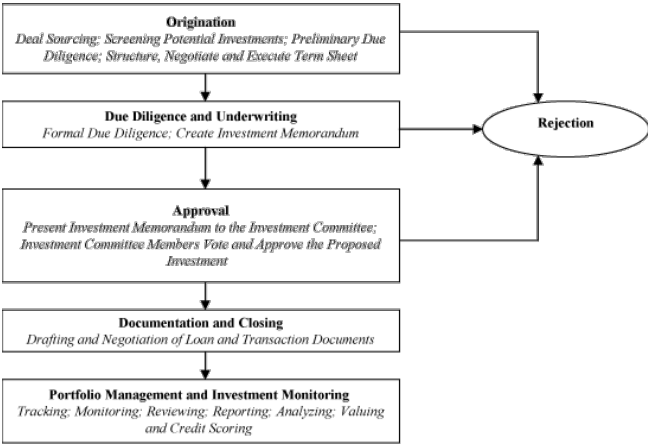 Origination
Deal Sourcing; Screening Potential Investments; Preliminary Due
Diligence; Structure, Negotiate and Execute Term Sheet
Due Diligence and Underwriting
Formal Due Diligence; Create Investment Memorandum
Rejection
Approval
Present Investment Memorandum to the Investment Committee;
Investment Committee Members Vote and Approve the Proposed
Investment
Documentation and Closing
Drafting and Negotiation of Loan and Transaction Documents
Portfolio Management and Investment Monitoring
Tracking; Monitoring; Reviewing; Reporting; Analyzing; Valuing
and Credit Scoring